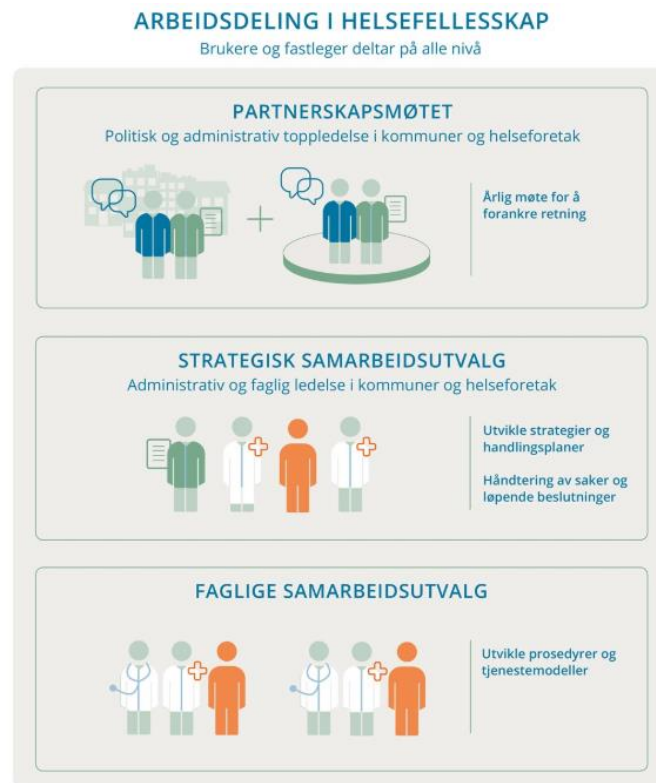 ARBEIDSDELING I HELSEFELLESSKAP
Brukere og fastleger deltar på alle nivå
PARTNERSKAPSMØTET
Politisk og administrativ toppledelse i kommuner og helseforetak
Årlig møte for å
forankre retning
STRATEGISK SAMARBEIDSUTVALG
Administrativ og faglig ledelse i kommuner og helseforetak
Utvikle strategier og
handlingsplaner
Håndtering av saker og
løpende beslutninger
FAGLIGE SAMARBEIDSUTVALG
Utvikle prosedyrer og
tjenestemodeller